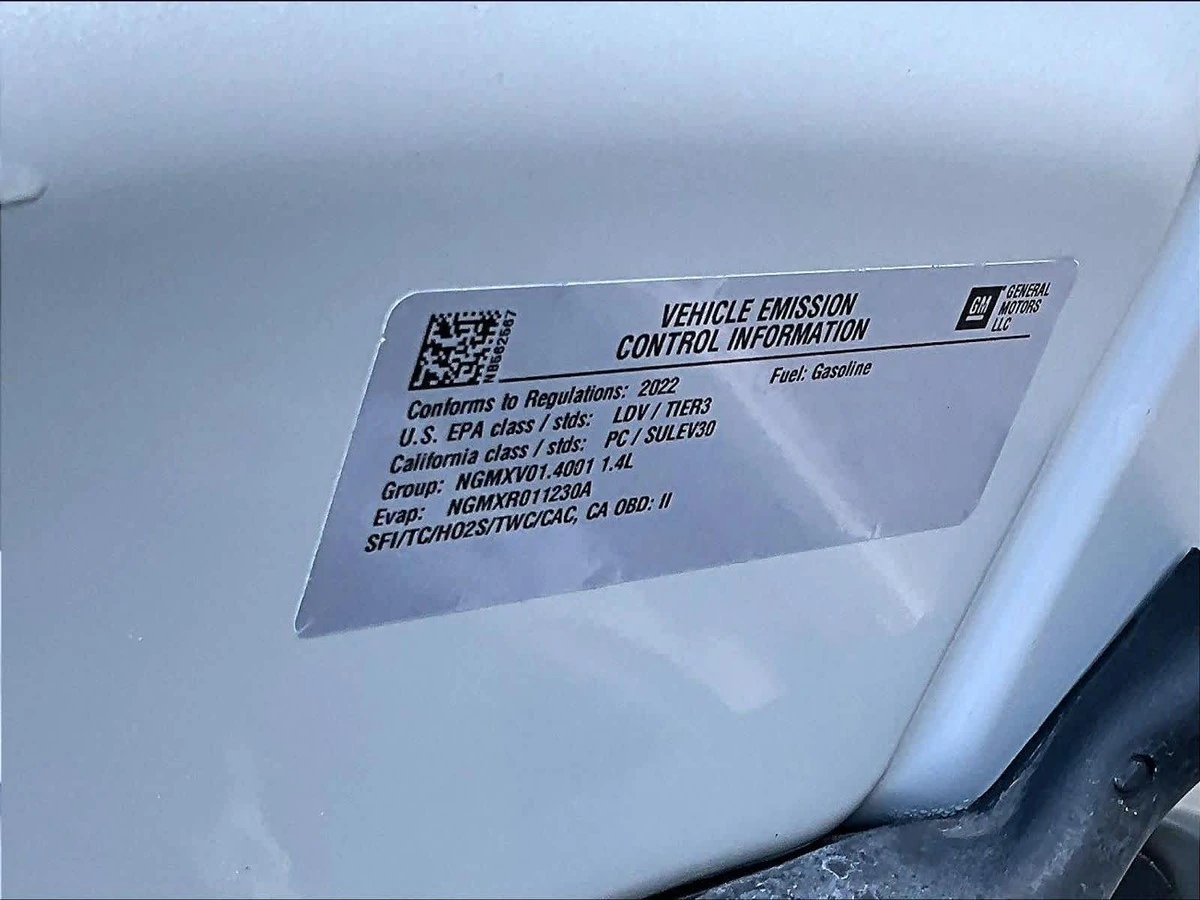 VEHICLE EMISSION
CONTROL INFORMATION
GM
GENERAL
MOTORS
LLC
Conforms to Regulations: 2022
Fuel: Gasoline
U.S. EPA class / stds: LDV / TIER3
California class / stds: PC / SULEV30
Group: NGMXV01.4001 1.4L
Evap: NGMXR011230A
SFI/TC/HO2S/TWC/CAC, CA OBD: II